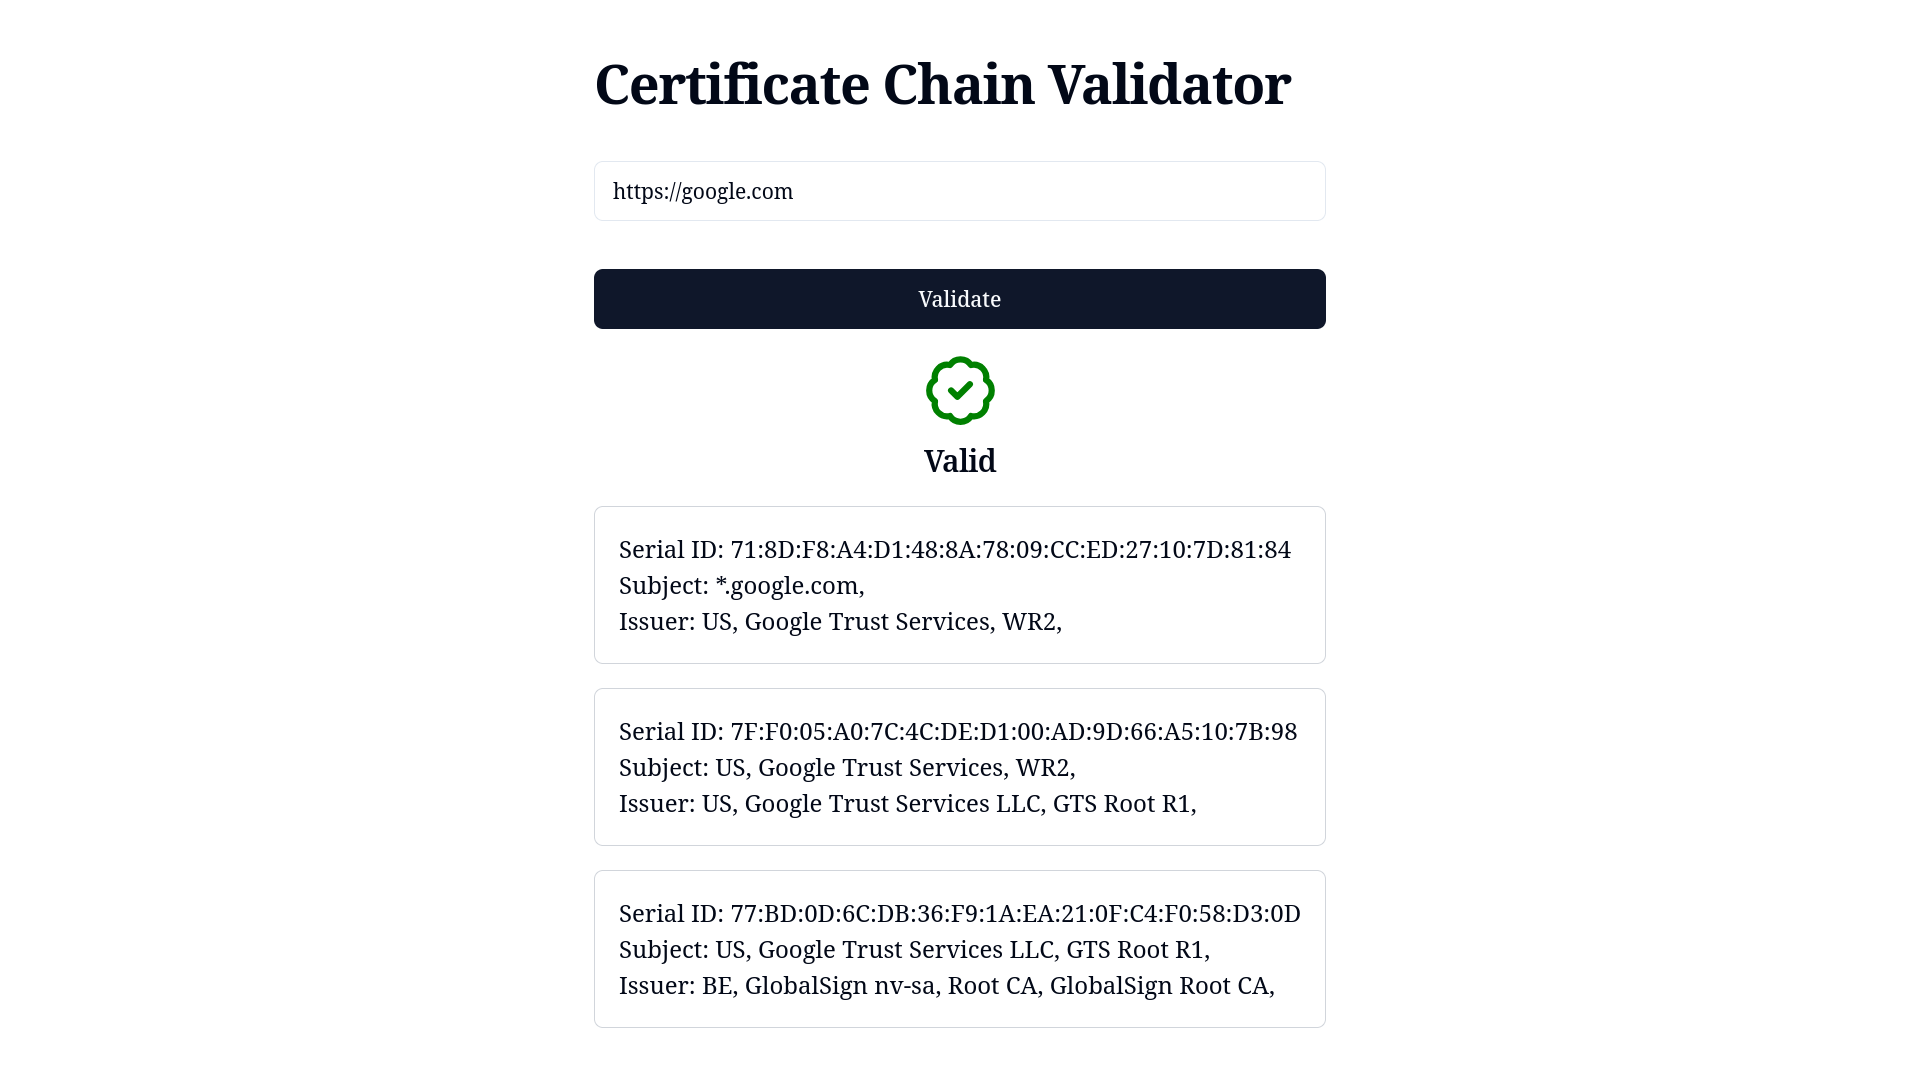 Certificate Chain Validator
https://google.com
Validate
Valid
Serial ID: 71:8D:F8:A4:D1:48:8A:78:09:CC:ED:27:10:7D:81:84
Subject: *.google.com,
Issuer: US, Google Trust Services, WR2,
Serial ID: 7F:F0:05:A0:7C:4C:DE:D1:00:AD:9D:66:A5:10:7B:98
Subject: US, Google Trust Services, WR2,
Issuer: US, Google Trust Services LLC, GTS Root R1,
Serial ID: 77:BD:0D:6C:DB:36:F9:1A:EA:21:0F:C4:F0:58:D3:0D
Subject: US, Google Trust Services LLC, GTS Root R1,
Issuer: BE, GlobalSign nv-sa, Root CA, GlobalSign Root CA,